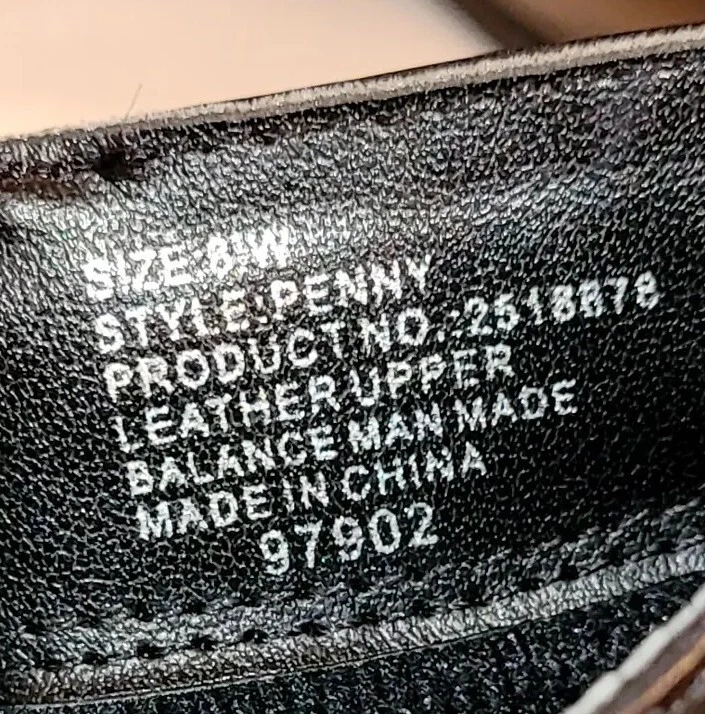 SIZE:8W
STYLE:PENNY
PRODUCT NO.:2518878
LEATHER UPPER
BALANCE MAN MADE
MADE IN CHINA
97902